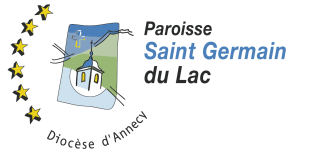 Paroisse
Saint Germain
du Lac
Diocèse d'Annecy